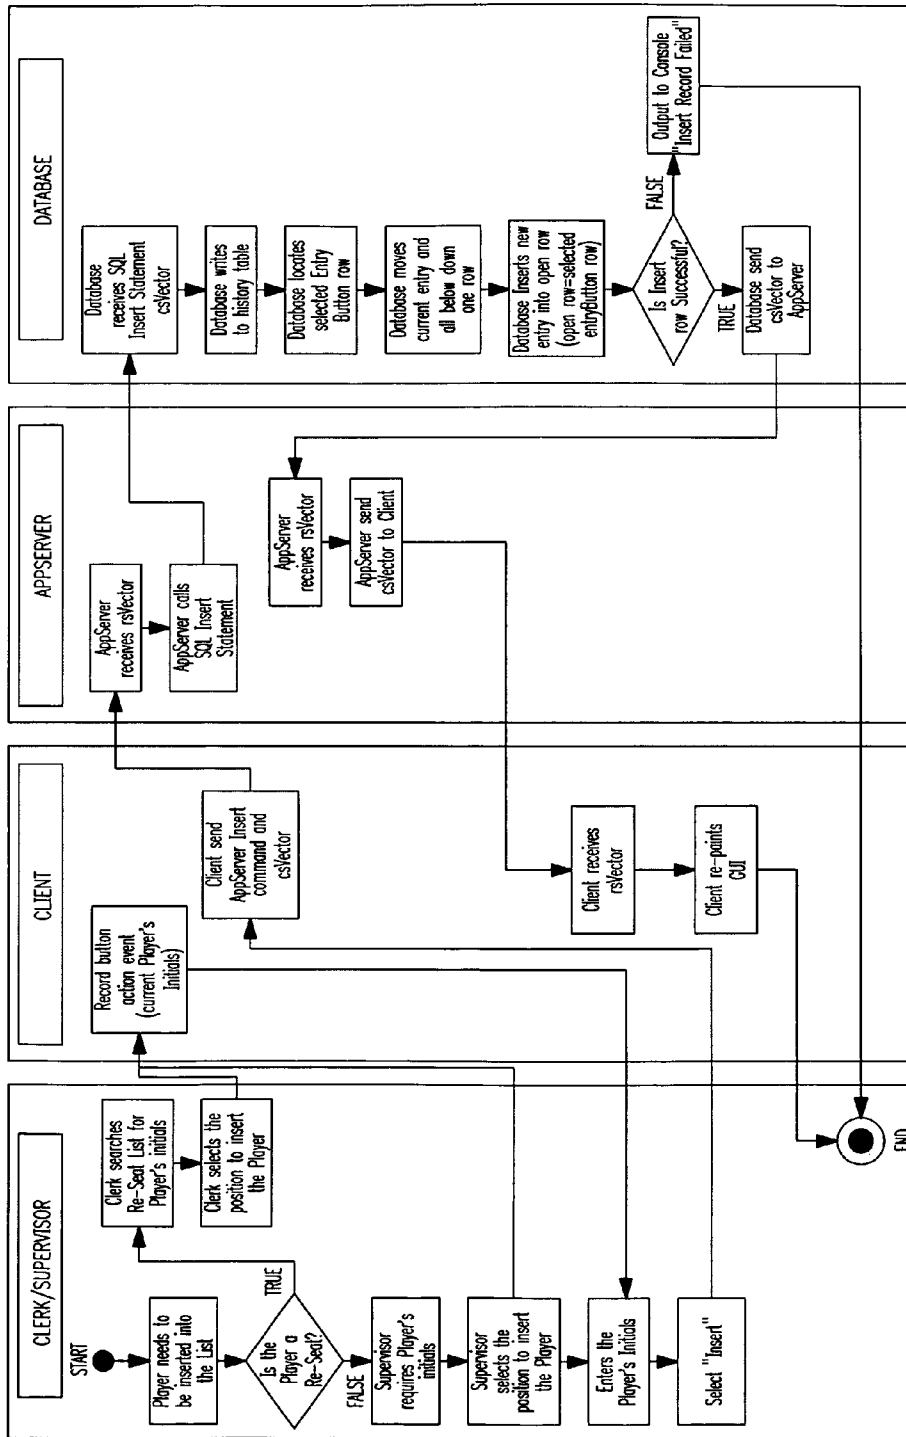 CLERK/SUPERVISOR
START
Player needs to
be inserted into
the List
Is the
Player a
Re-Seat?
TRUE
FALSE
Clerk searches
Re-Seat List for
Player's initials
Clerk selects the
position to insert
the Player
Supervisor
requires Player's
initials
Supervisor
selects the
position to insert
the Player
Enters the
Player's Initials
Select "Insert"
END
CLIENT
Record button
action event
(current Player's
Initials)
Client send
AppServer Insert
command and
csVector
Client receives
rsVector
Client re-paints
GUI
APPSERVER
AppServer
receives rsVector
AppServer calls
SQL Insert
Statement
AppServer
receives rsVector
AppServer send
csVector to Client
DATABASE
Database
receives SQL
Insert Statement
csVector
Database writes
to history table
Database locates
selected Entry
Button row
Database moves
current entry and
all below down
one row
Database Inserts new
entry into open row
(open row=selected
entryButton row)
Is Insert
row
Successful?
FALSE
TRUE
Output to Console
"Insert Record Failed"
Database send
csVector to
AppServer